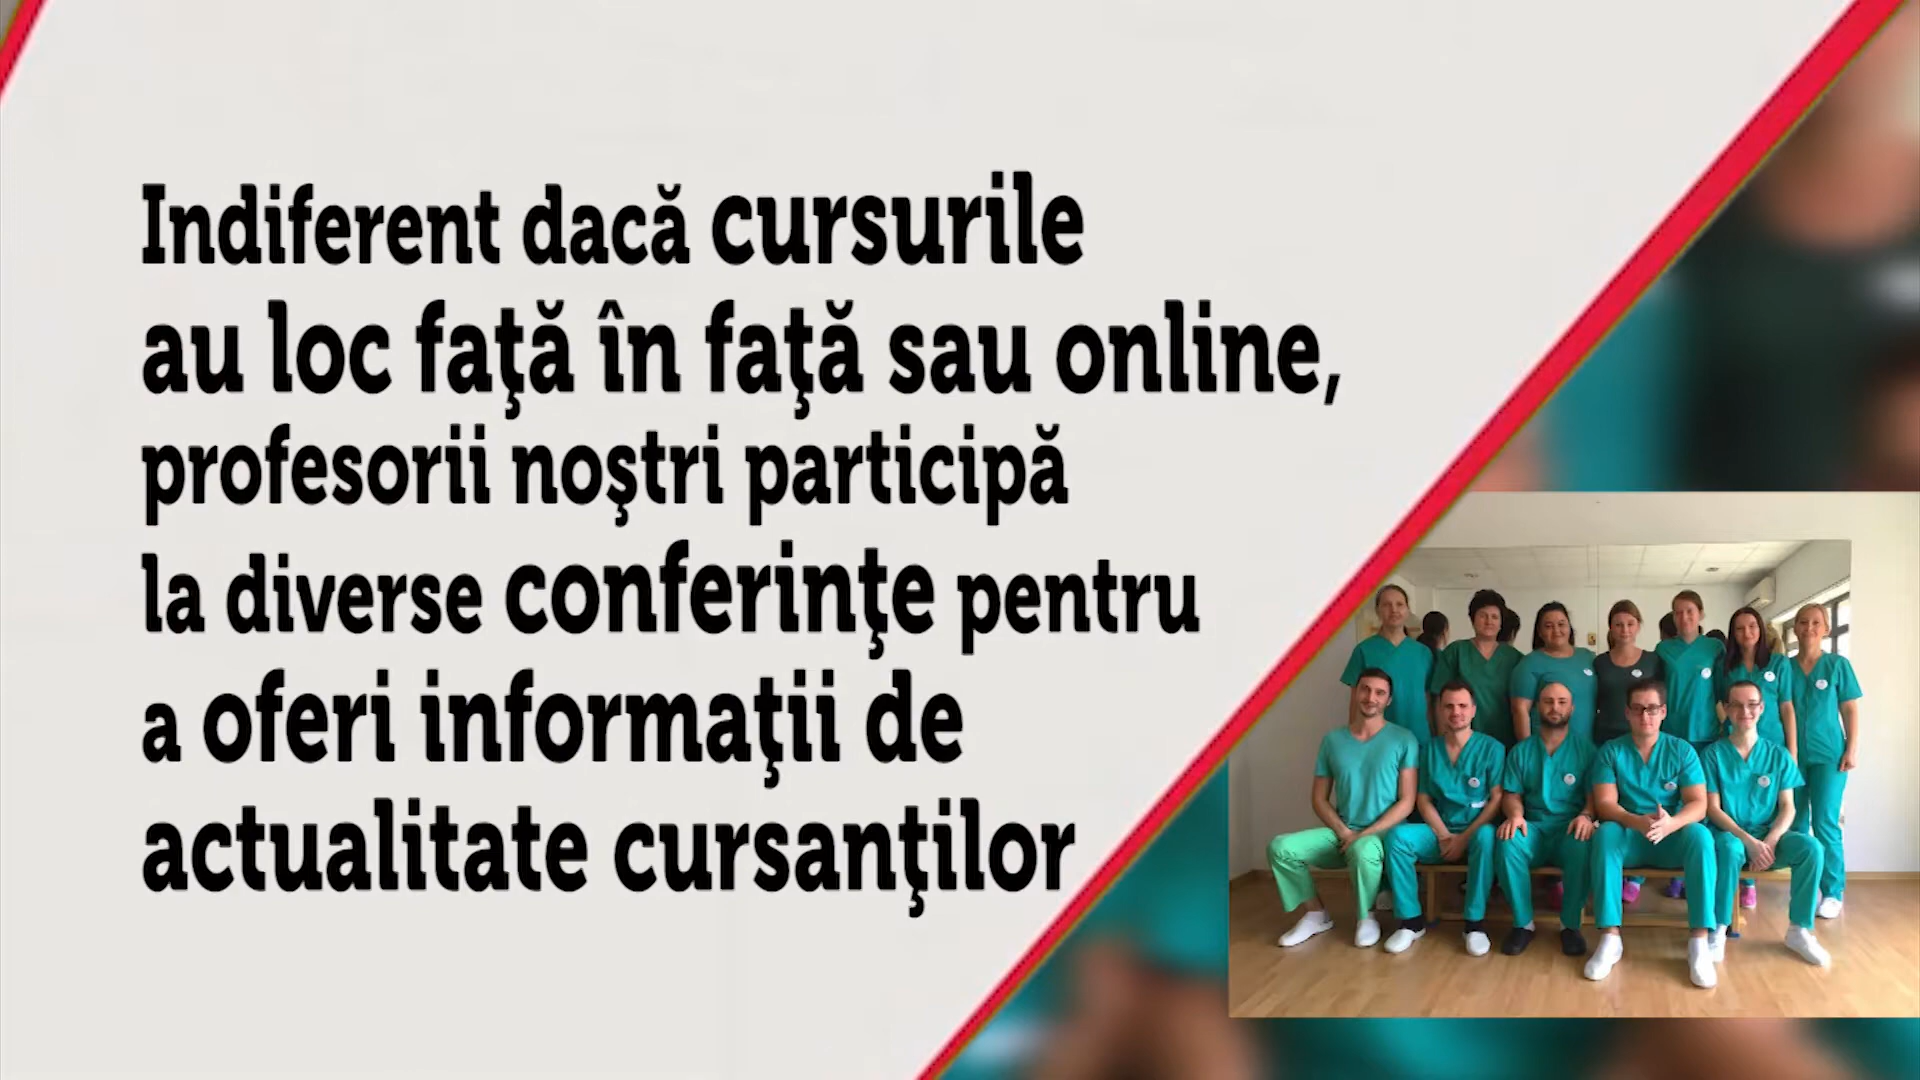 Indiferent dacă cursurile
au loc faţă în faţă sau online,
profesorii noştri participă
la diverse conferinţe pentru
a oferi informaţii de
actualitate cursanţilor